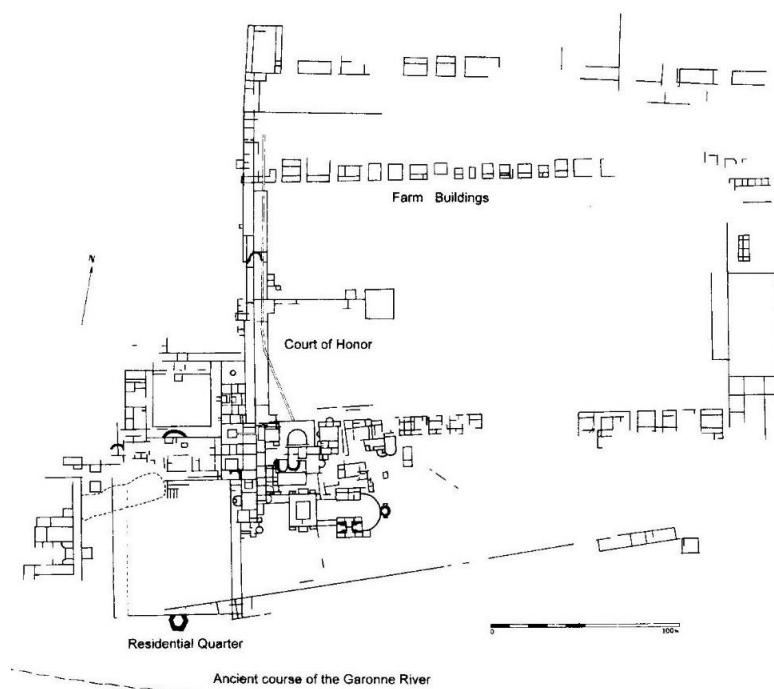 N
Farm Buildings
Court of Honor
0
100m
Residential Quarter
Ancient course of the Garonne River